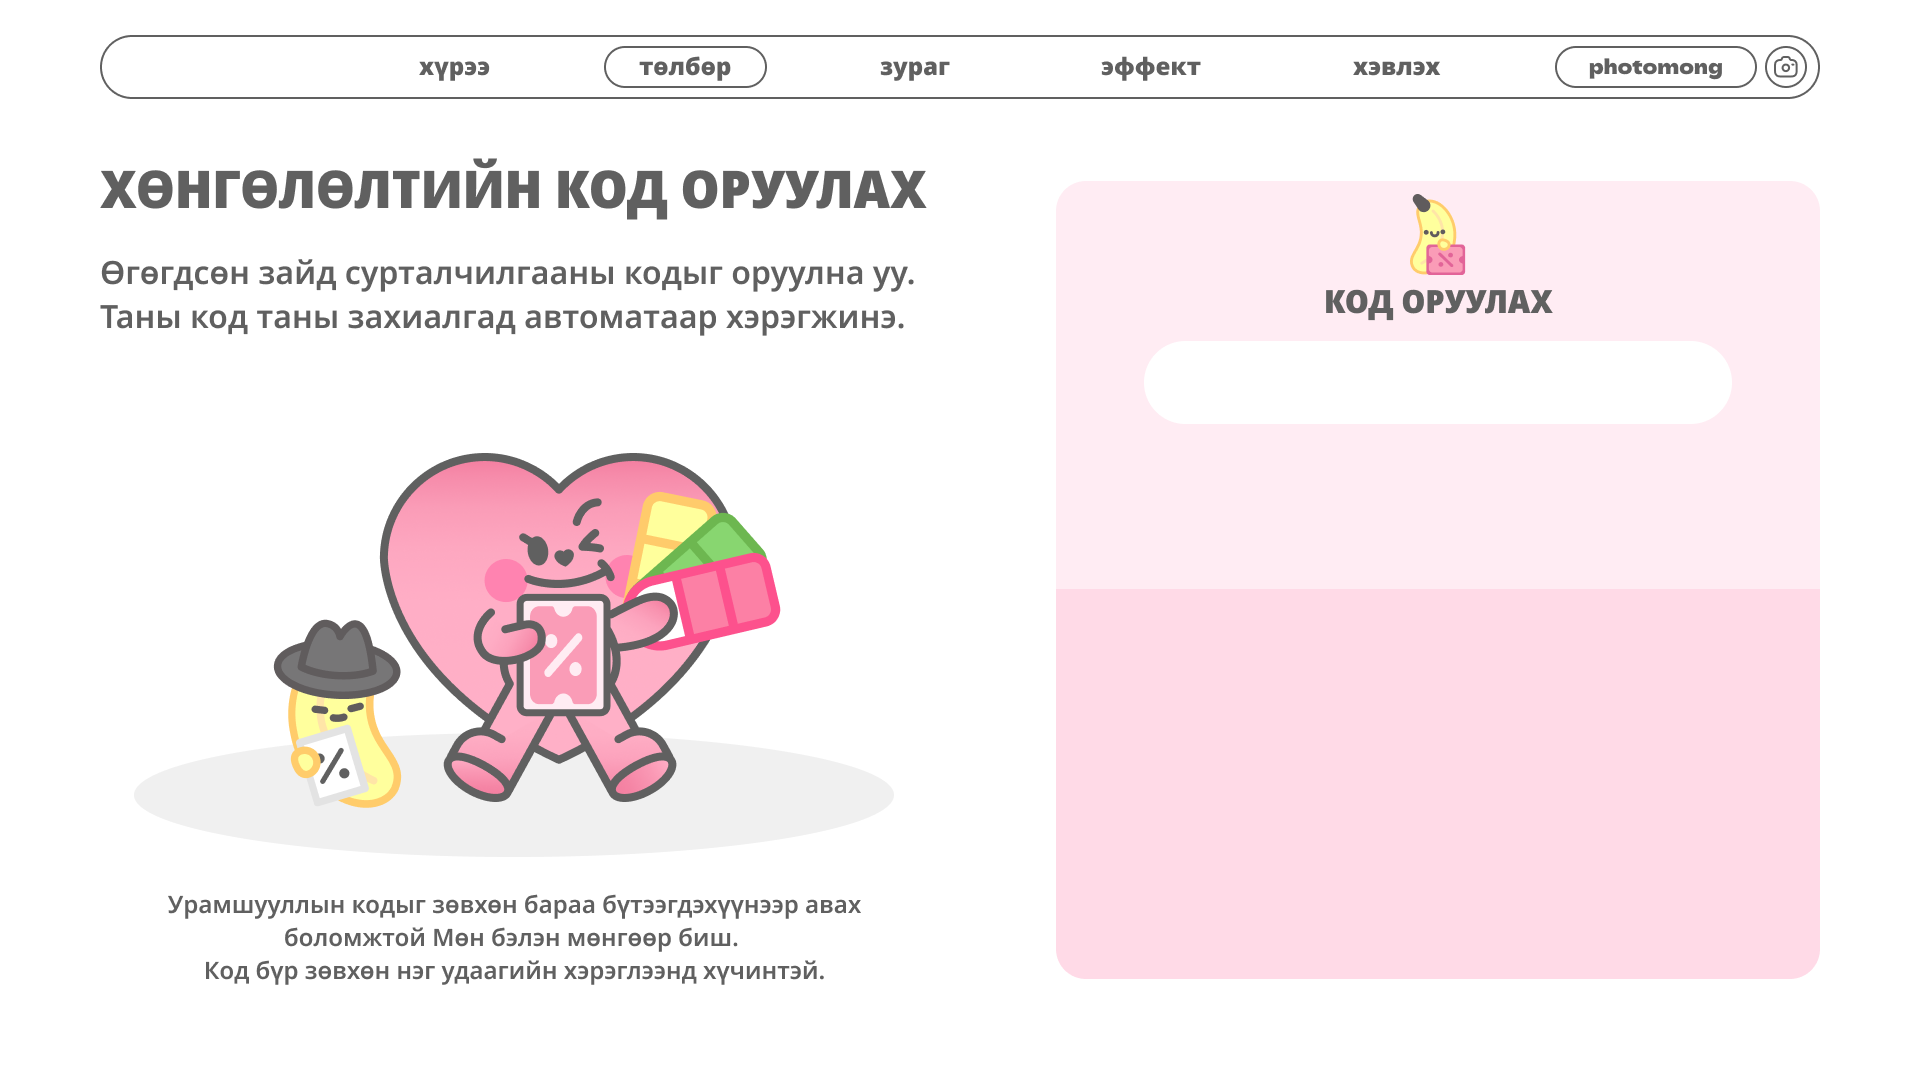 хүрээ
төлбөр
зураг
эффект
хэвлэх
photomong
ХӨНГӨЛӨЛТИЙН КОД ОРУУЛАХ
Өгөгдсөн зайд сурталчилгааны кодыг оруулна уу.
Таны код таны захиалгад автоматаар хэрэгжинэ.
КОД ОРУУЛАХ
%
%
Урамшууллын кодыг зөвхөн бараа бүтээгдэхүүнээр авах
боломжтой Мөн бэлэн мөнгөөр биш.
Код бүр зөвхөн нэг удаагийн хэрэглээнд хүчинтэй.